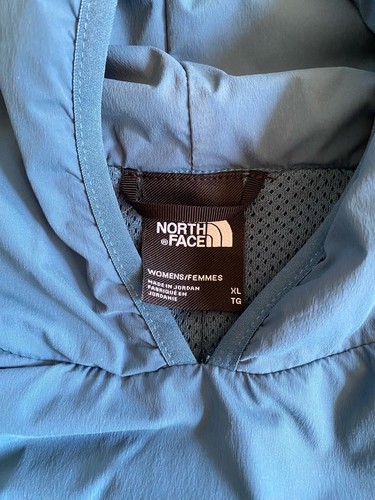 NORTH
FACE
WOMENS/FEMMES
MADE IN JORDAN
FABRIQUÉ EN
JORDANIE
XL
TG